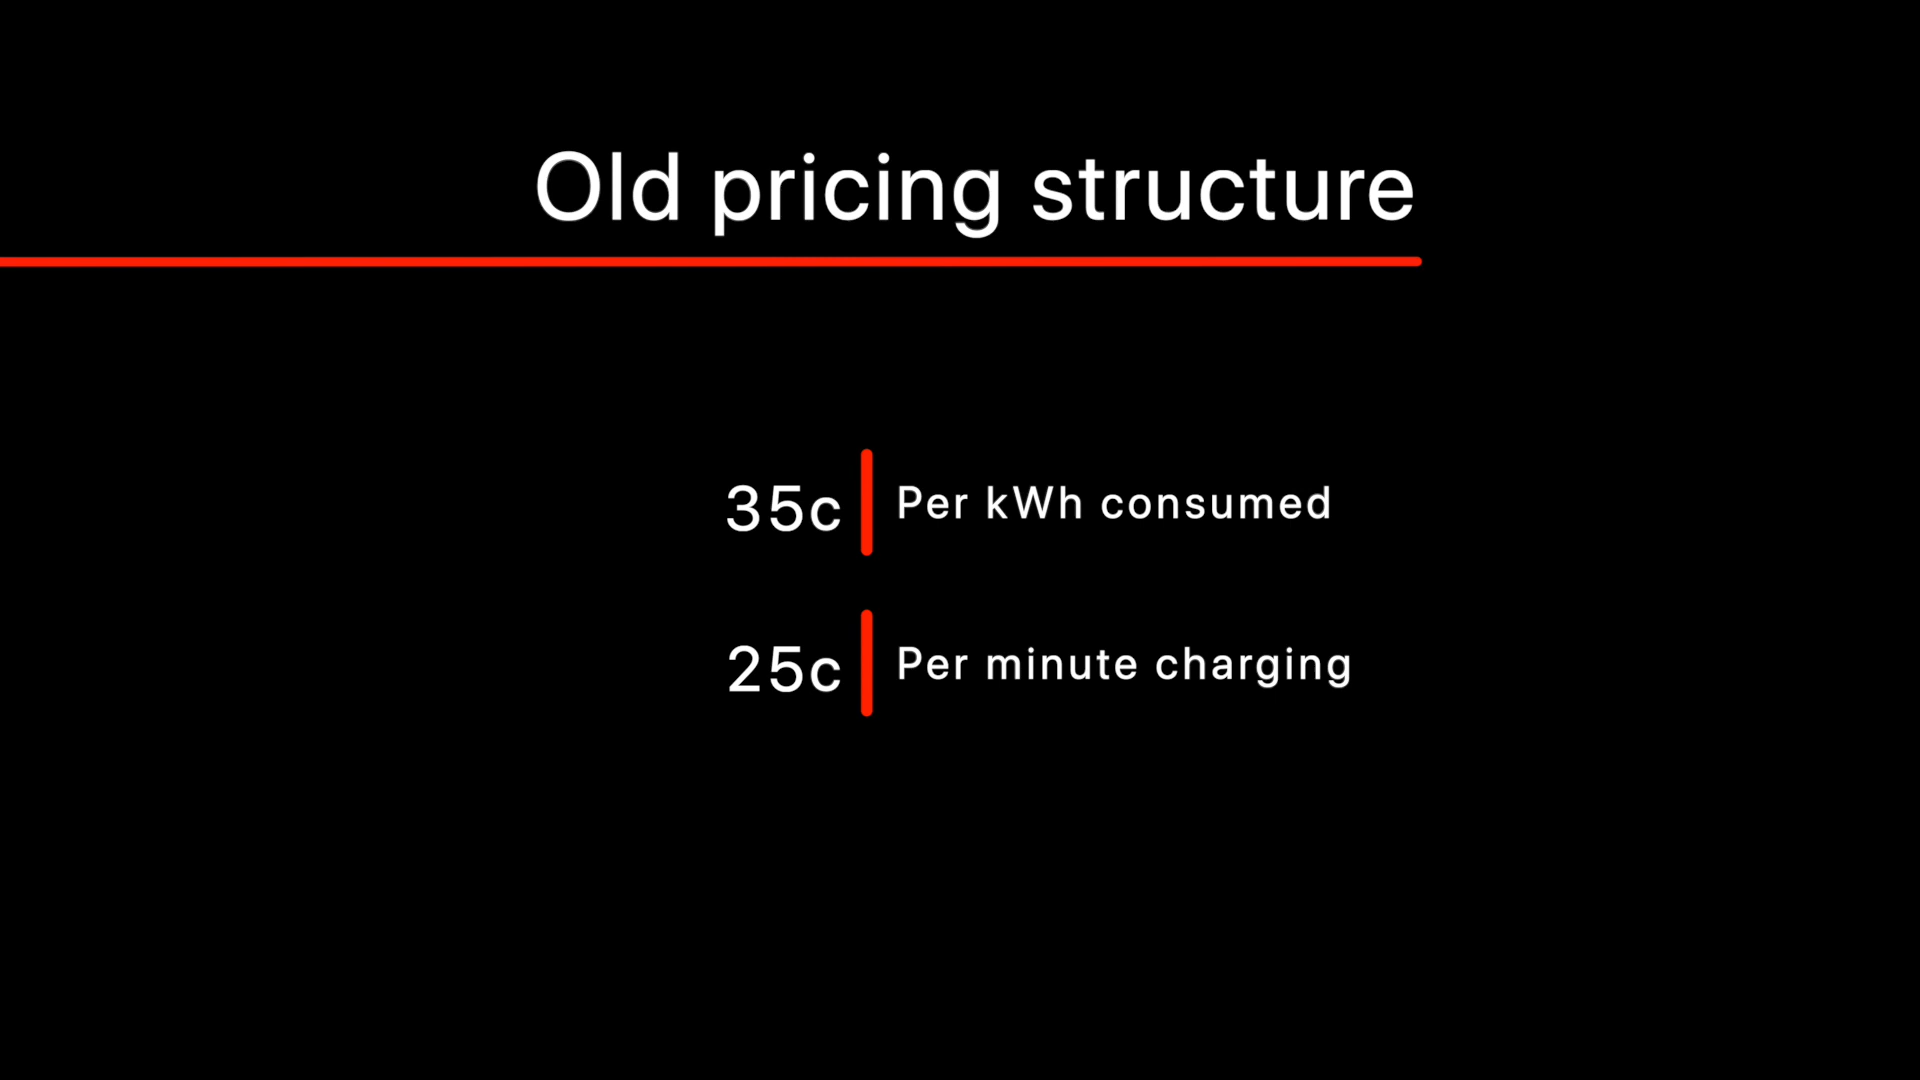 Old pricing structure
35c Per kWh consumed
25c Per minute charging